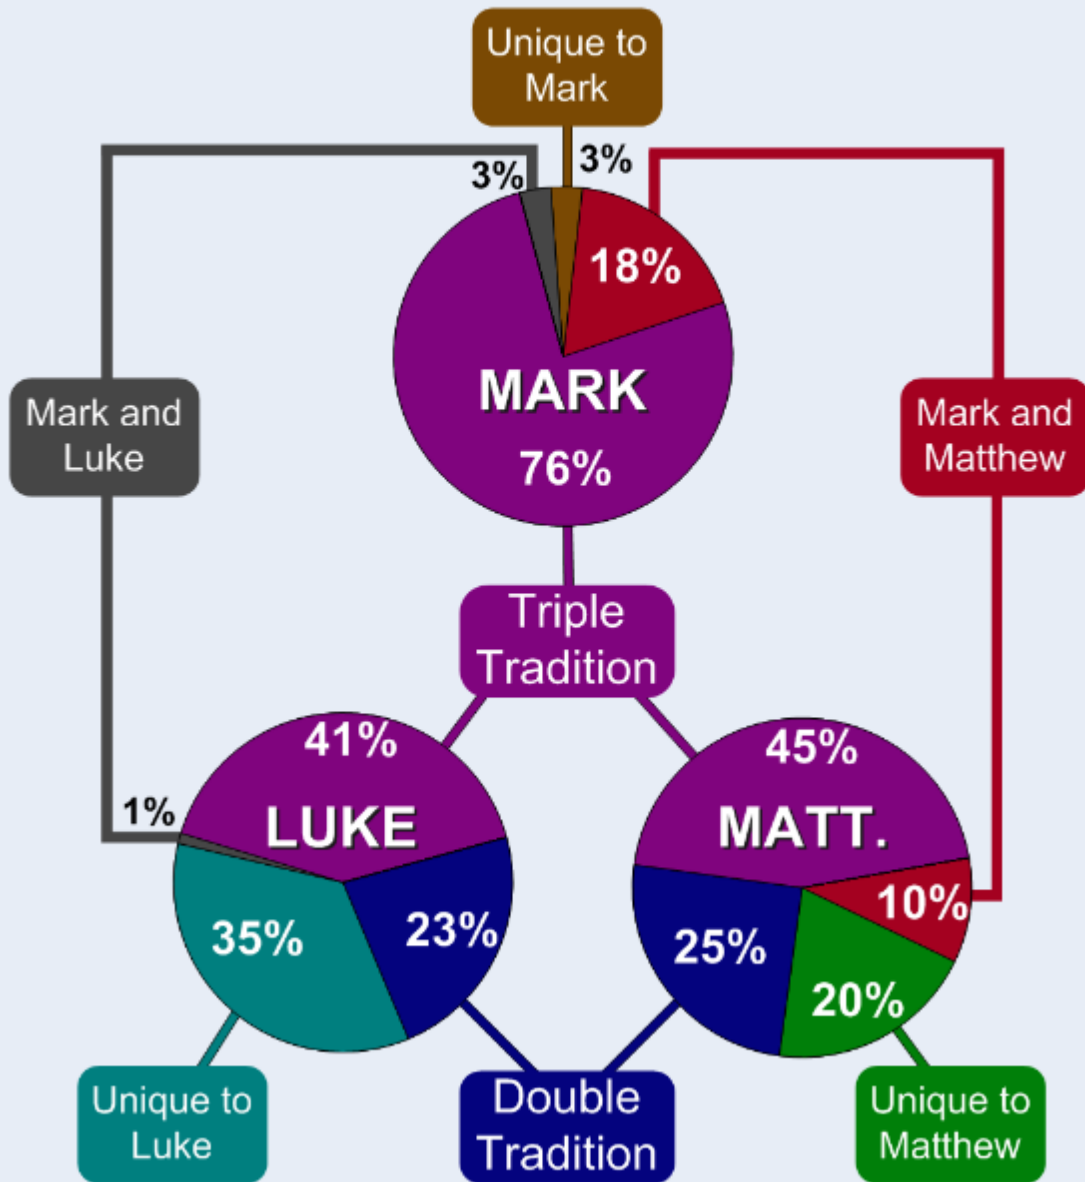 Unique to
Mark
3%
3%
18%
MARK
76%
Mark and
Luke
Mark and
Matthew
Triple
Tradition
41%
LUKE
1%
35%
23%
45%
MATT.
10%
25%
20%
Unique to
Luke
Double
Tradition
Unique to
Matthew